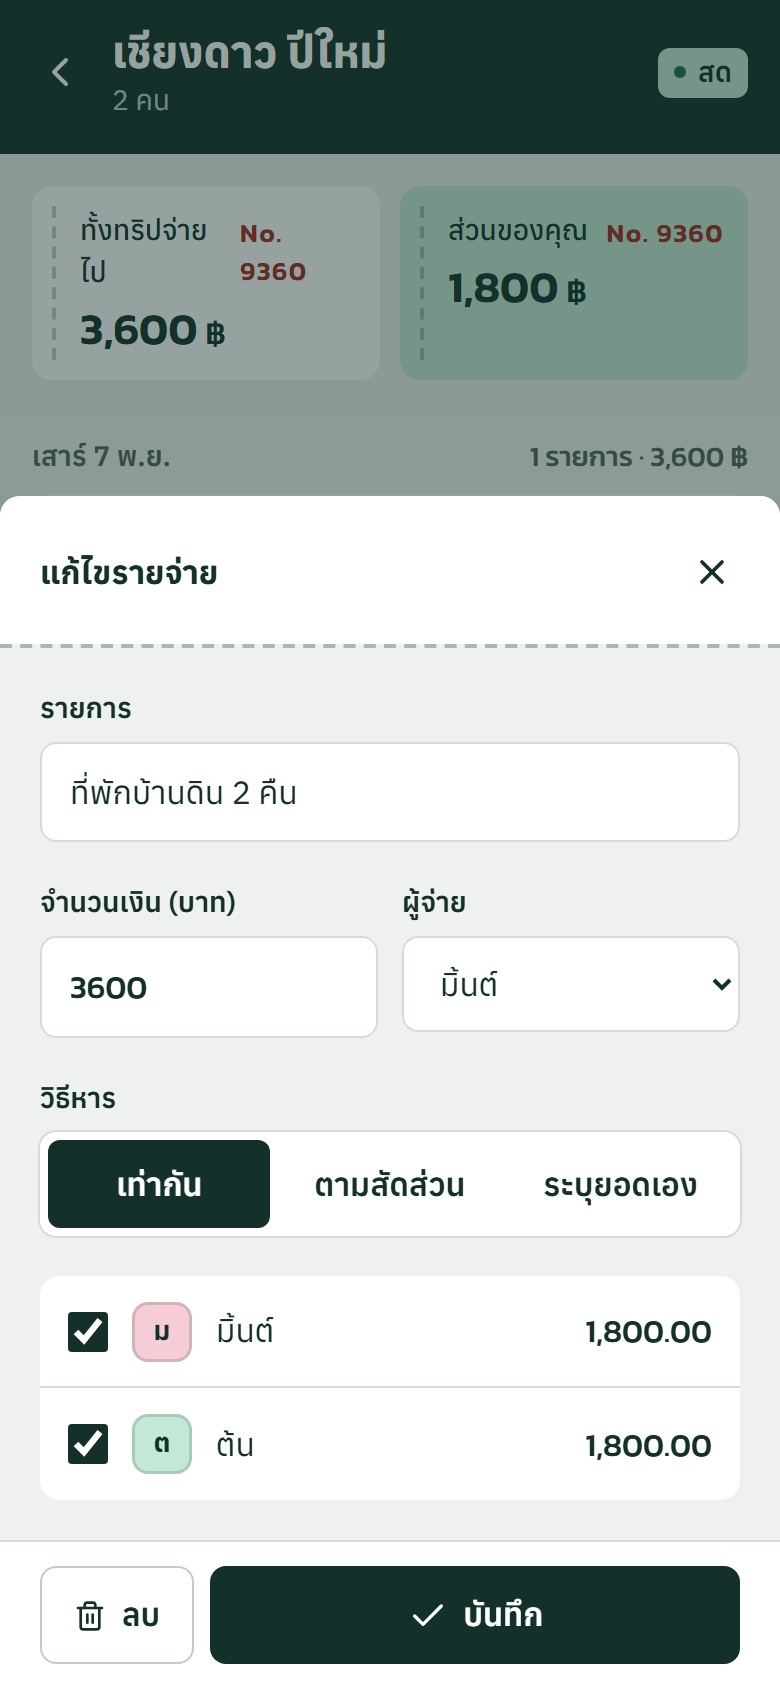 เชียงดาว ปีใหม่
2 คน
สด
ทั้งทริปจ่าย
ไป
No.
9360
3,600 ฿
ส่วนของคุณ No. 9360
1,800 ฿
เสาร์ 7 พ.ย.
1 รายการ · 3,600 ฿
แก้ไขรายจ่าย
รายการ
ที่พักบ้านดิน 2 คืน
จำนวนเงิน (บาท)
ผู้จ่าย
3600
มิ้นต์
วิธีหาร
เท่ากัน
ตามสัดส่วน
ระบุยอดเอง
ม มิ้นต์ 1,800.00
ต ต้น 1,800.00
ลบ
บันทึก